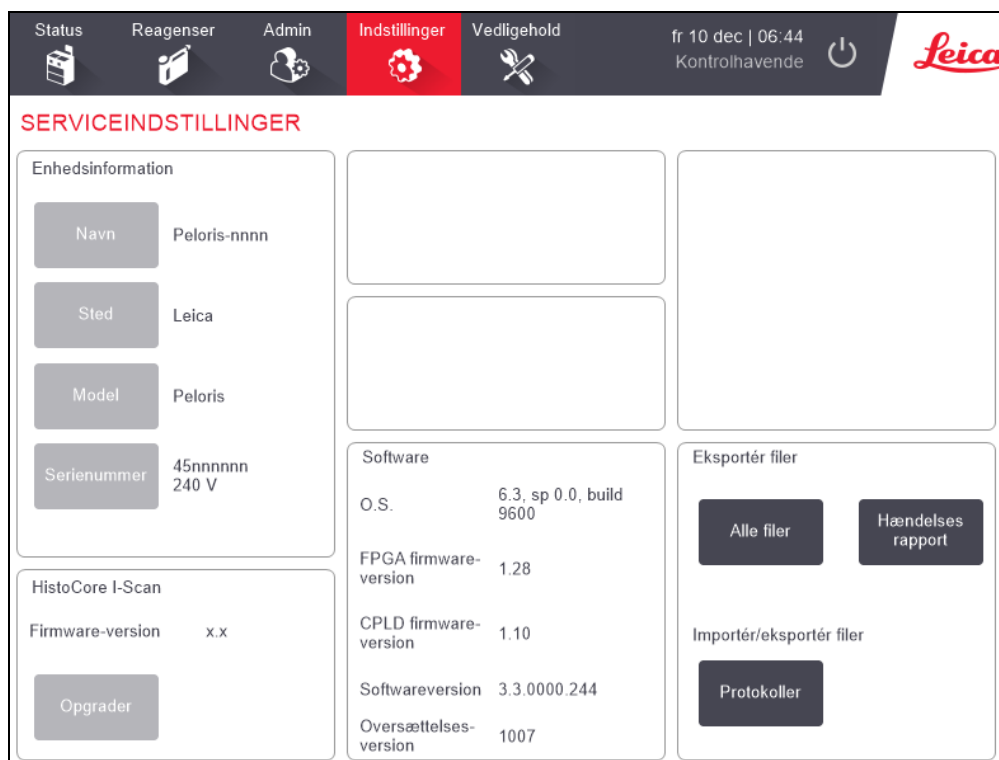 Status
Reagenser
Admin
Indstillinger
Vedligehold
fr 10 dec | 06:44
Kontrolhavende
Leica
SERVICEINDSTILLINGER
Enhedsinformation
Navn
Peloris-nnnn
Sted
Leica
Model
Peloris
Serienummer
45nnnnnn
240 V
HistoCore I-Scan
Firmware-version
x.x
Opgrader
Software
O.S.
6.3, sp 0.0, build
9600
FPGA firmware-
version
1.28
CPLD firmware-
version
1.10
Softwareversion
3.3.0000.244
Oversættelses-
version
1007
Eksportér filer
Alle filer
Hændelses
rapport
Importér/eksportér filer
Protokoller